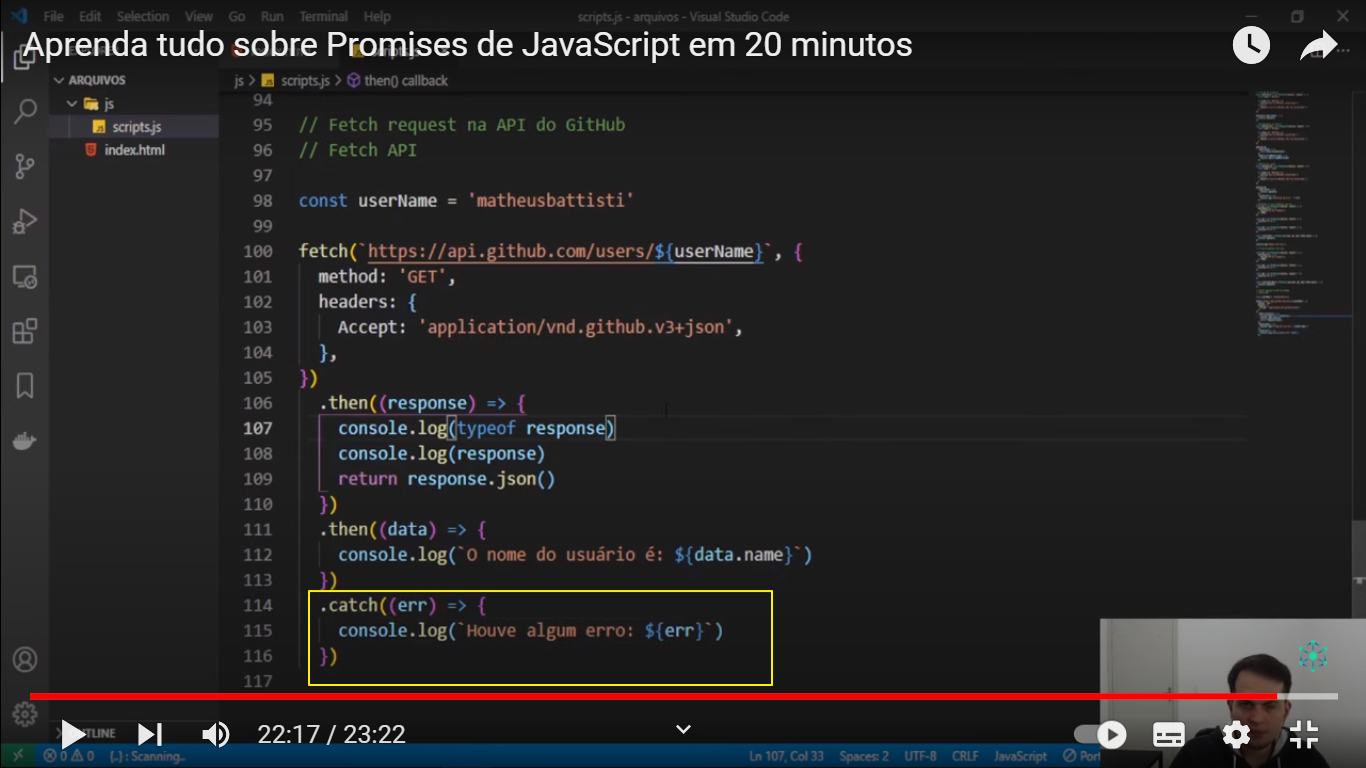 File Edit Selection View Go Run Terminal Help
scripts.js - arquivos - Visual Studio Code
Aprenda tudo sobre Promises de JavaScript em 20 minutos
ARQUIVOS
js
scripts.js
index.html
js > scripts.js > then() callback
94
95 // Fetch request na API do GitHub
96 // Fetch API
97
98 const userName = 'matheusbattisti'
99
100 fetch(`https://api.github.com/users/${userName}`, {
101 method: 'GET',
102 headers: {
103 Accept: 'application/vnd.github.v3+json',
104 },
105 })
106 .then((response) => {
107 console.log(typeof response)
108 console.log(response)
109 return response.json()
110 })
111 .then((data) => {
112 console.log(`O nome do usuário é: ${data.name}`)
113 })
114 .catch((err) => {
115 console.log(`Houve algum erro: ${err}`)
116 })
117
22:17 / 23:22
0 0 {..} : Scanning..
Ln 107, Col 33 Spaces: 2 UTF-8 CRLF JavaScript